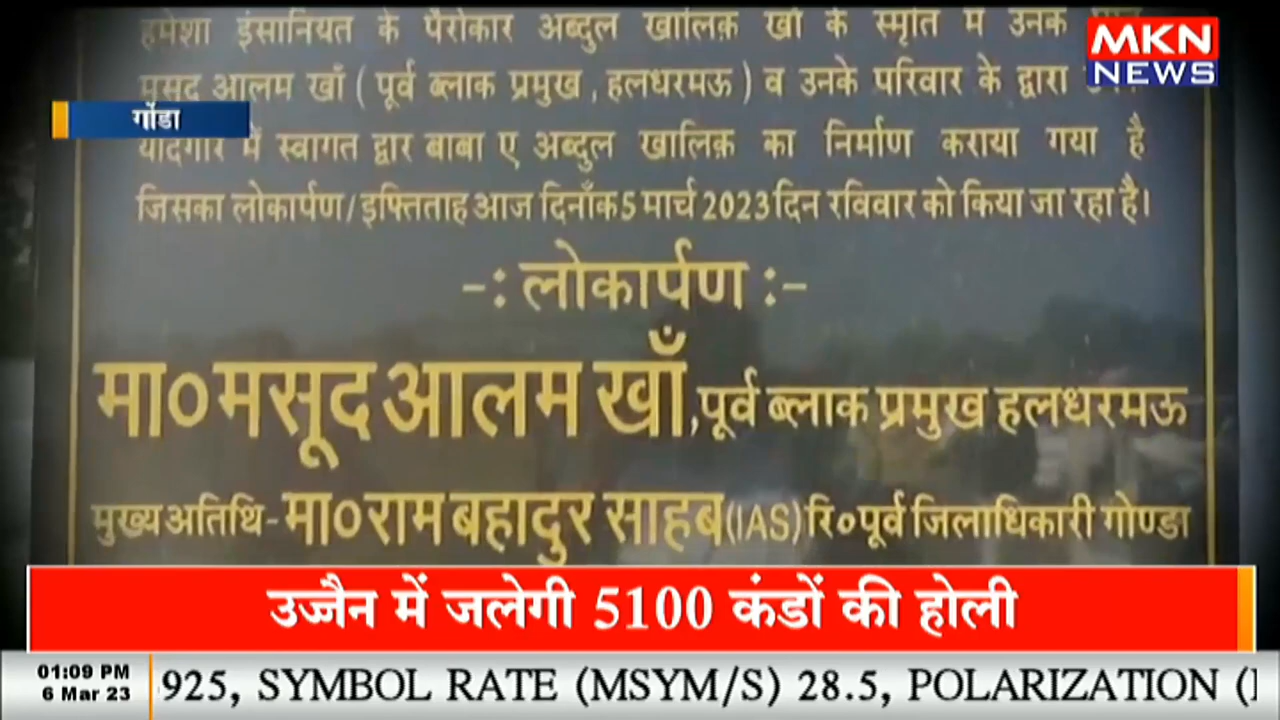 हमेशा इंसानियत के पैरोकार अब्दुल खालिक़ खाँ के स्मृति में उनके
मसूद आलम खाँ ( पूर्व ब्लाक प्रमुख , हलधरमऊ ) व उनके परिवार के द्वारा
यादगार में स्वागत द्वार बाबा ए अब्दुल खालिक़ का निर्माण कराया गया है
जिसका लोकार्पण/इफ्तिताह आज दिनाँक 5 मार्च 2023 दिन रविवार को किया जा रहा है।
-: लोकार्पण :-
मा० मसूद आलम खाँ, पूर्व ब्लाक प्रमुख हलधरमऊ
मुख्य अतिथि- मा० राम बहादुर साहब (IAS) रि० पूर्व जिलाधिकारी गोण्डा
MKN
NEWS
गोंडा
उज्जैन में जलेगी 5100 कंडों की होली
01:09 PM
6 Mar 23
925, SYMBOL RATE (MSYM/S) 28.5, POLARIZATION (